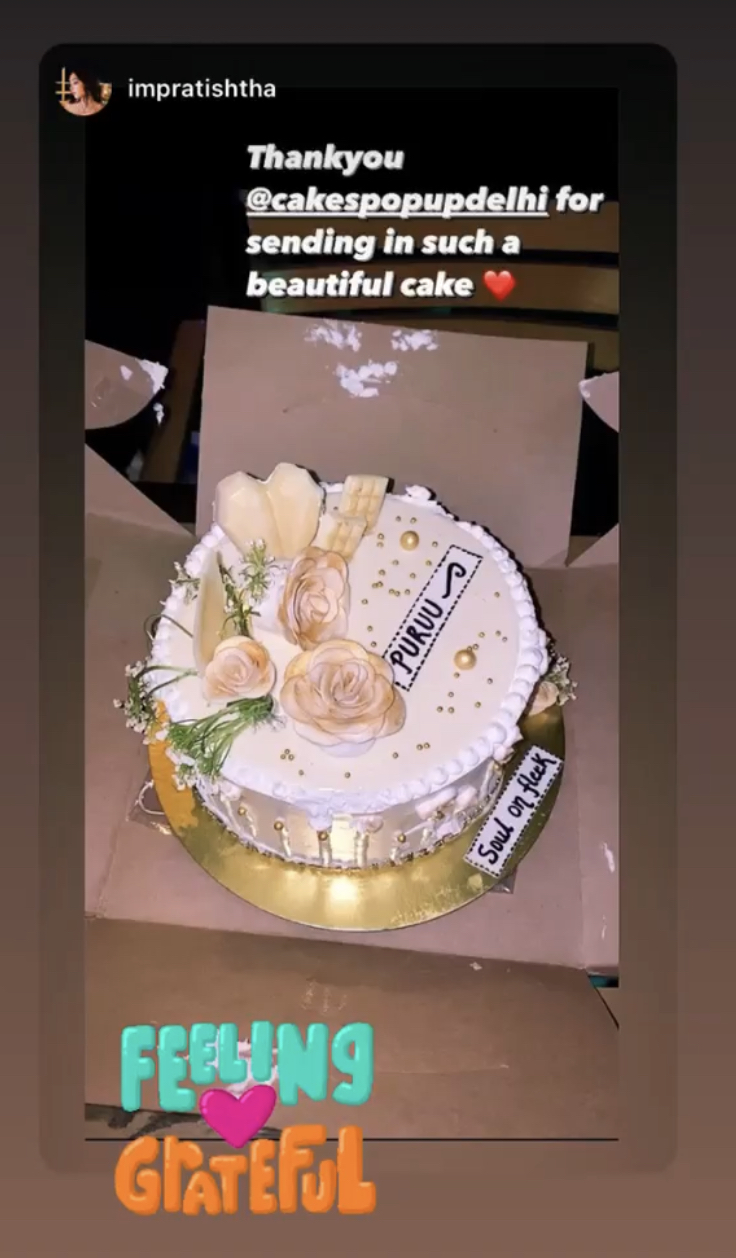 impratishtha
Thankyou
@cakespopupdelhi for
sending in such a
beautiful cake ❤️
PURUU
Soul on fleek
FEELING
GRATEFUL